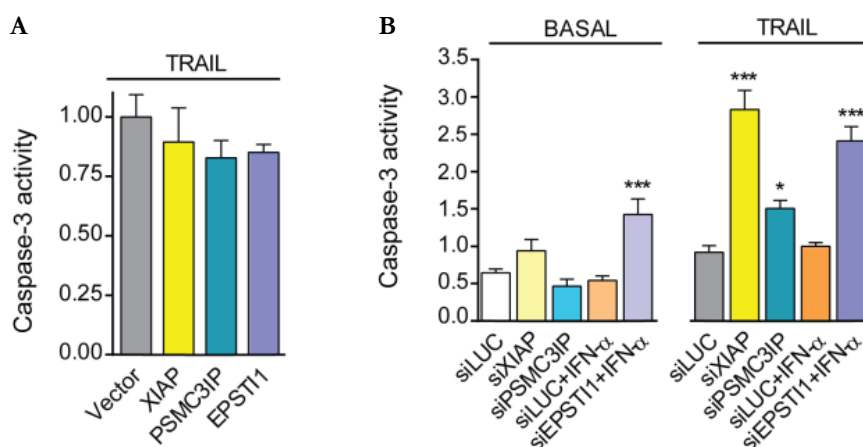 A
TRAIL
Caspase-3 activity
1.00
0.75
0.50
0.25
0.00
Vector
XIAP
PSMC3IP
EPSTI1
B
BASAL
TRAIL
Caspase-3 activity
3.5
3.0
2.5
2.0
1.5
1.0
0.5
0.0
***
***
*
***
siLUC
siXIAP
siPSMC3IP
siLUC+IFN-α
siEPSTI1+IFN-α
siLUC
siXIAP
siPSMC3IP
siLUC+IFN-α
siEPSTI1+IFN-α